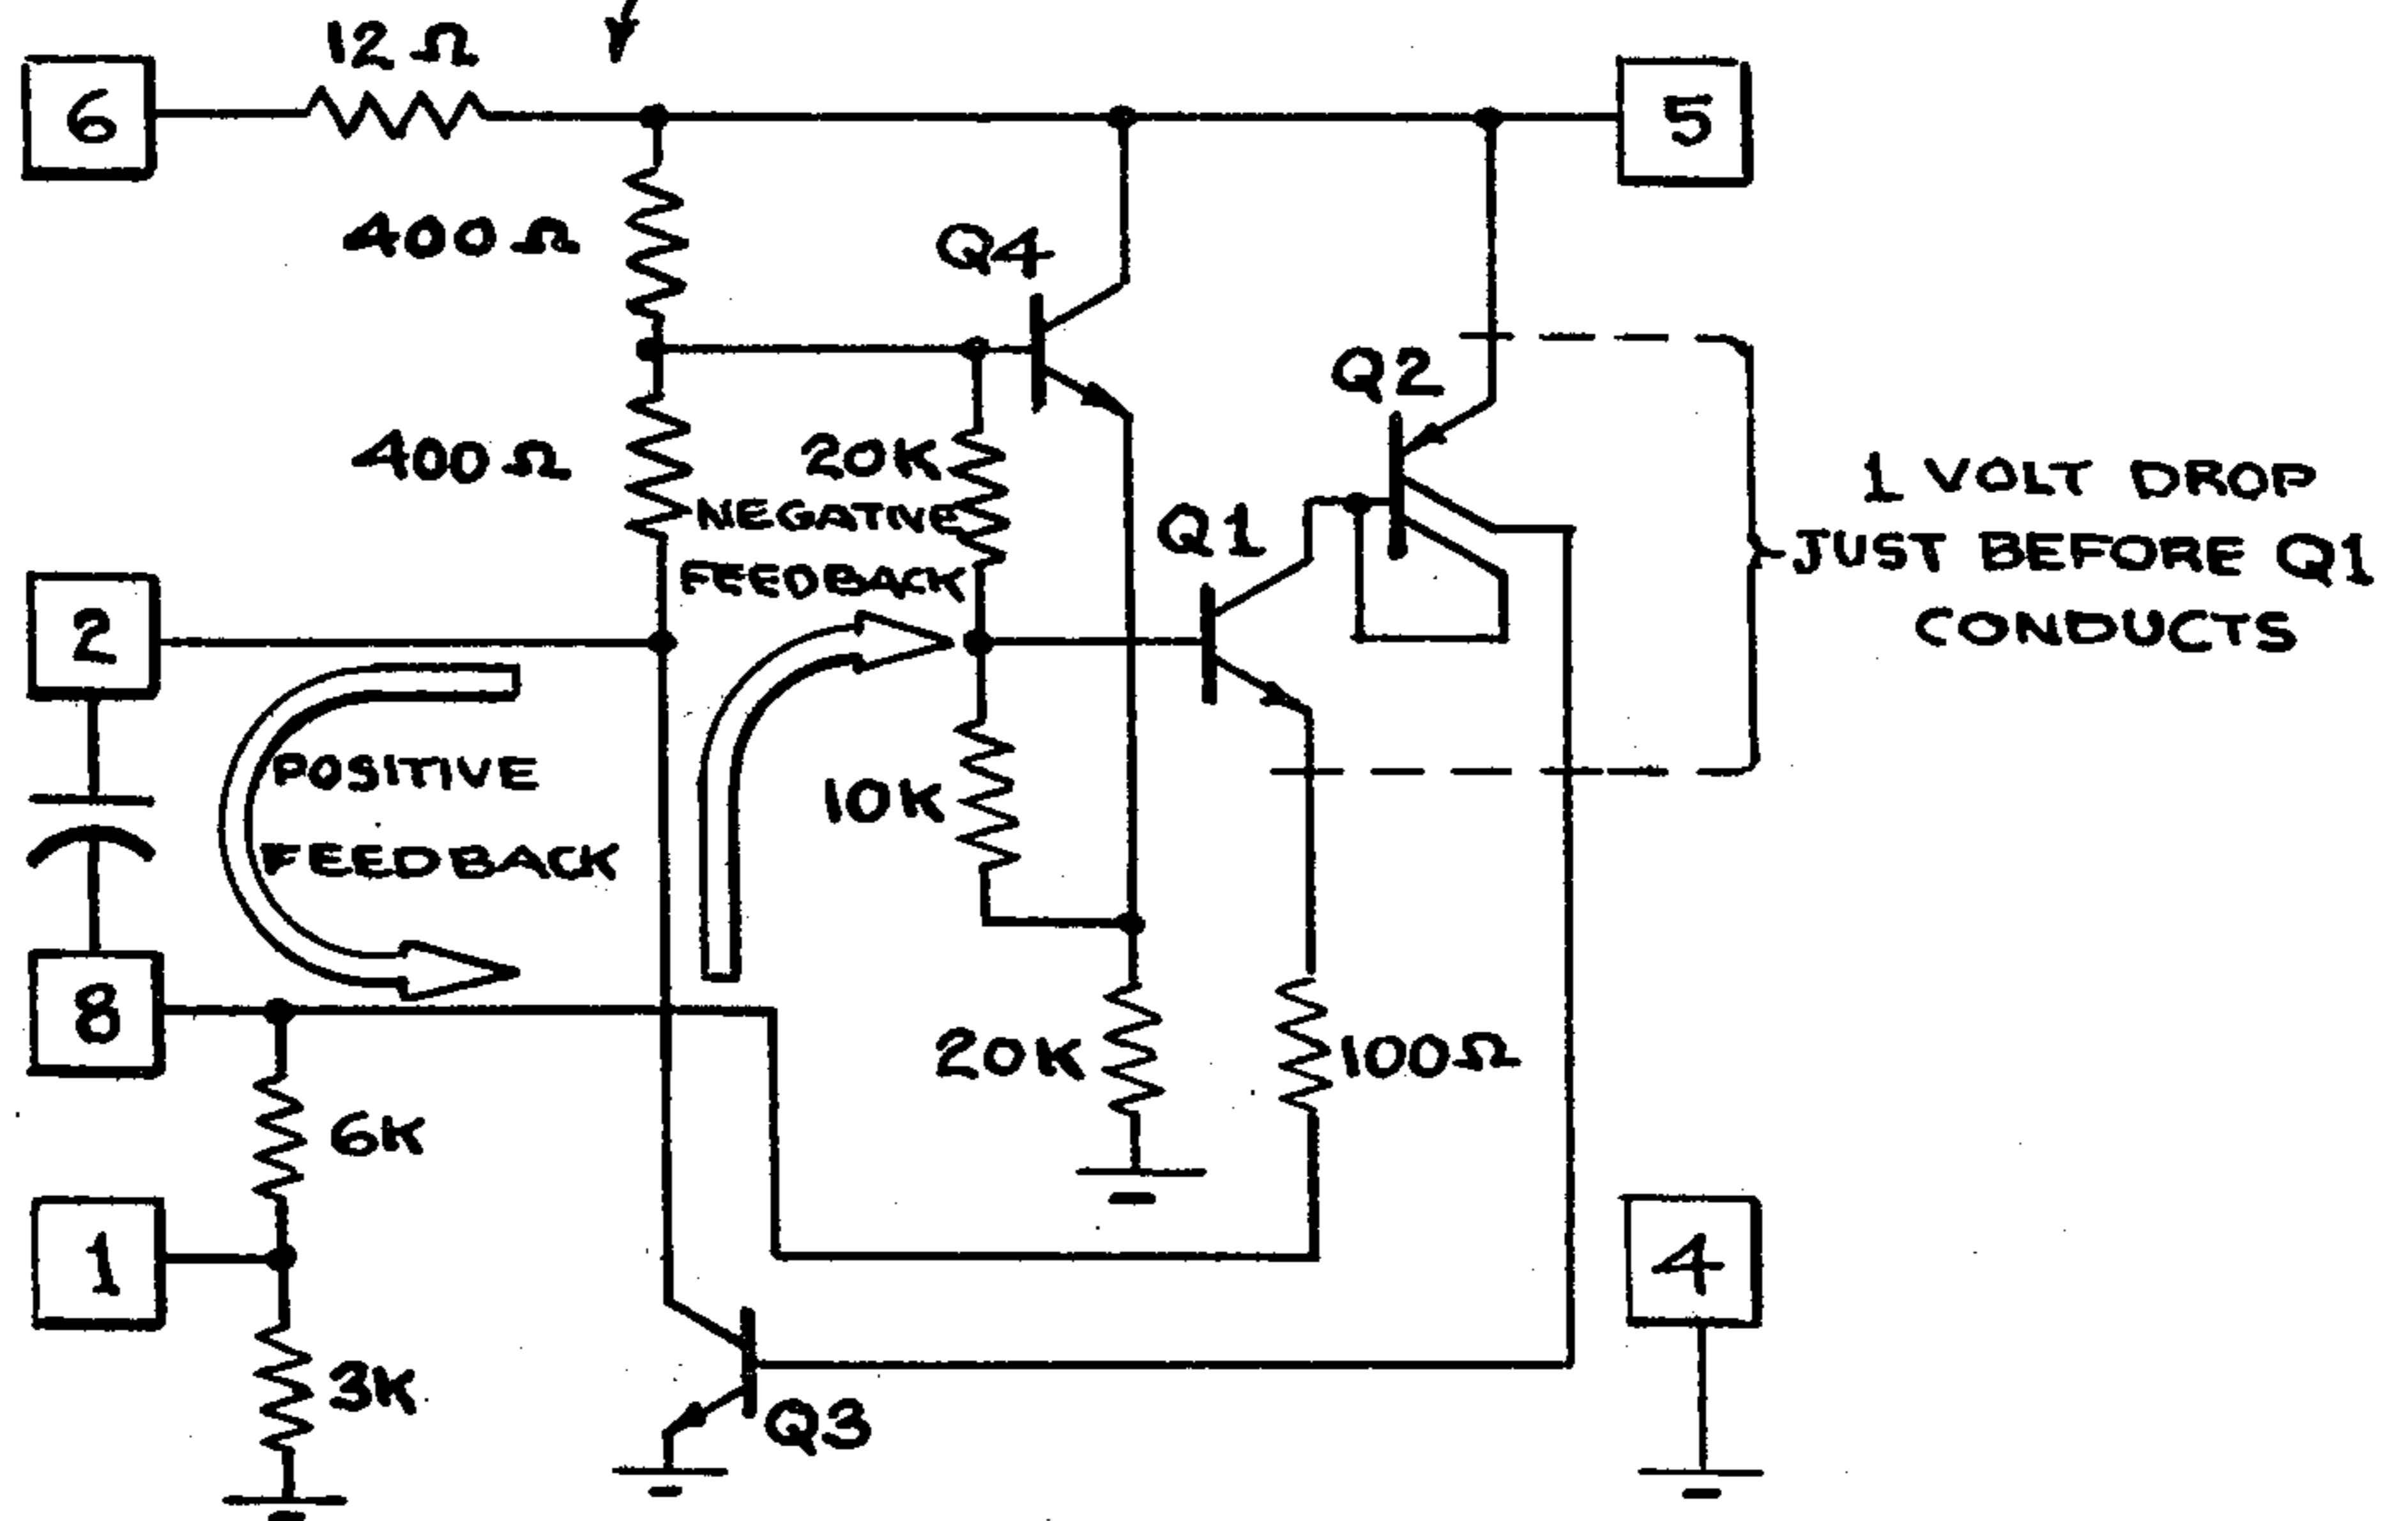 12 Ω
6
5
400 Ω
Q4
Q2
400 Ω
20K
NEGATIVE
FEEDBACK
Q1
1 VOLT DROP
JUST BEFORE Q1
CONDUCTS
2
POSITIVE
FEEDBACK
10K
8
20K
100Ω
6K
1
4
3K
Q3